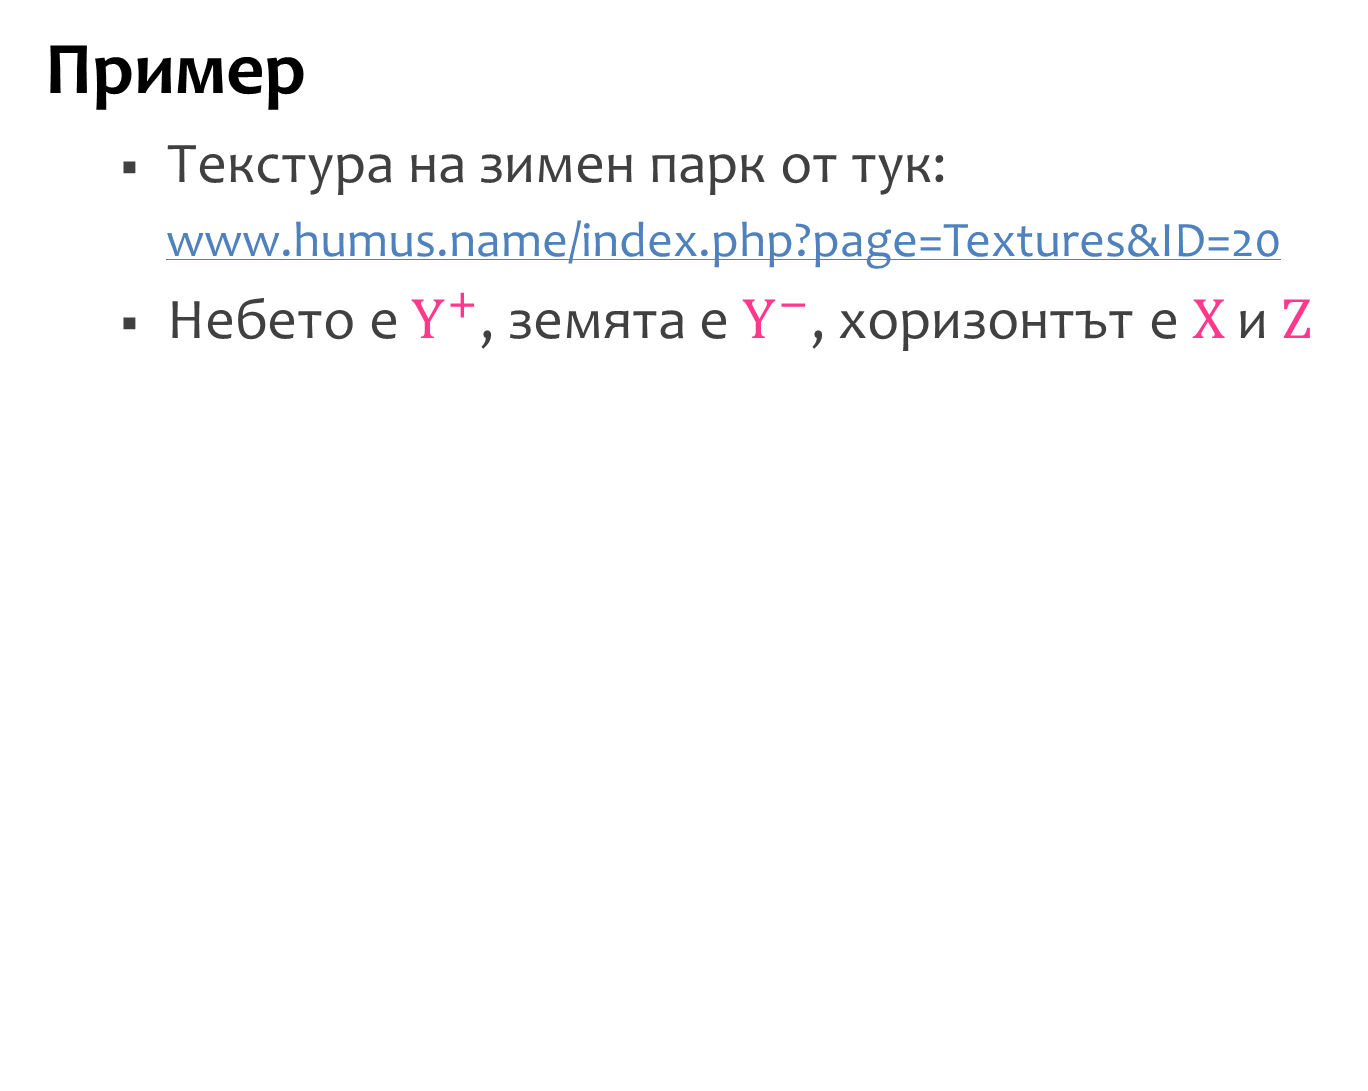 Пример
▪ Текстура на зимен парк от тук:
www.humus.name/index.php?page=Textures&ID=20
▪ Небето е Y⁺, земята е Y⁻, хоризонтът е X и Z